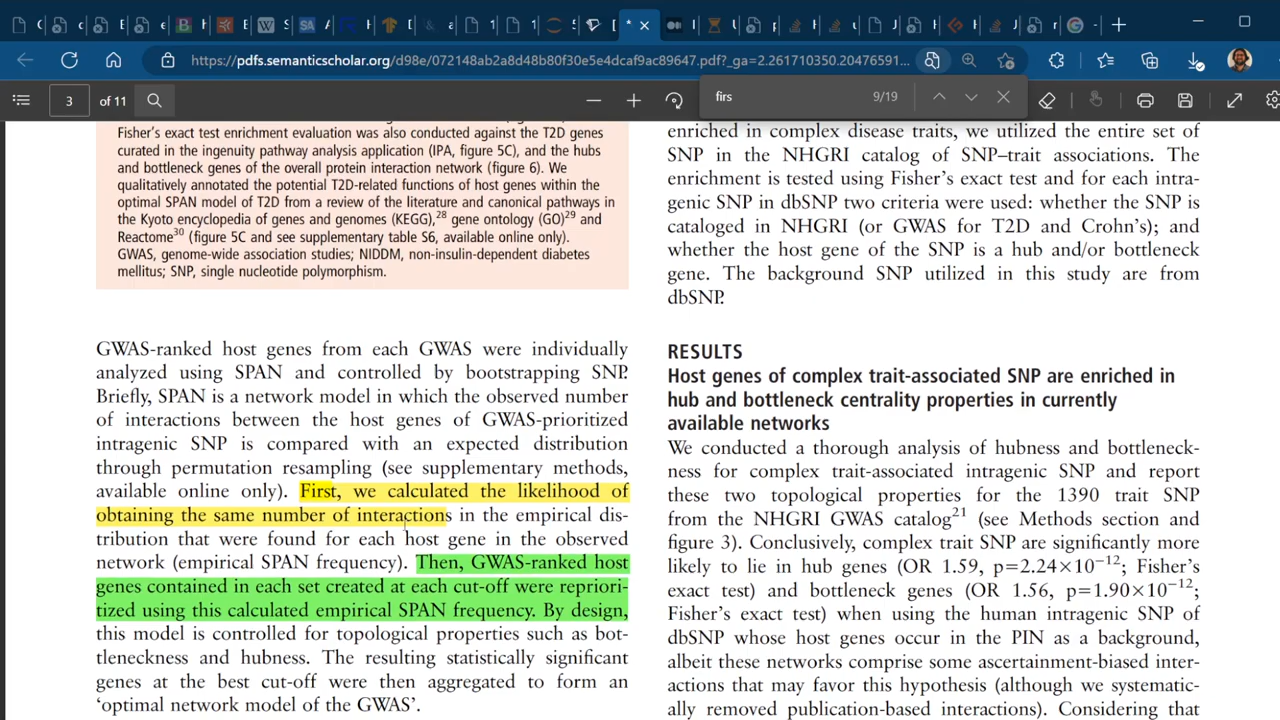 https://pdfs.semanticscholar.org/d98e/072148ab2a8d48b80f30e5e4dcaf9ac89647.pdf?_ga=2.261710350.20476591...
3 of 11
firs 9/19
Fisher's exact test enrichment evaluation was also conducted against the T2D genes
curated in the ingenuity pathway analysis application (IPA, figure 5C), and the hubs
and bottleneck genes of the overall protein interaction network (figure 6). We
qualitatively annotated the potential T2D-related functions of host genes within the
optimal SPAN model of T2D from a review of the literature and canonical pathways in
the Kyoto encyclopedia of genes and genomes (KEGG),28 gene ontology (GO)29 and
Reactome30 (figure 5C and see supplementary table S6, available online only).
GWAS, genome-wide association studies; NIDDM, non-insulin-dependent diabetes
mellitus; SNP, single nucleotide polymorphism.
GWAS-ranked host genes from each GWAS were individually
analyzed using SPAN and controlled by bootstrapping SNP.
Briefly, SPAN is a network model in which the observed number
of interactions between the host genes of GWAS-prioritized
intragenic SNP is compared with an expected distribution
through permutation resampling (see supplementary methods,
available online only). First, we calculated the likelihood of
obtaining the same number of interactions in the empirical dis-
tribution that were found for each host gene in the observed
network (empirical SPAN frequency). Then, GWAS-ranked host
genes contained in each set created at each cut-off were repriori-
tized using this calculated empirical SPAN frequency. By design,
this model is controlled for topological properties such as bot-
tleneckness and hubness. The resulting statistically significant
genes at the best cut-off were then aggregated to form an
'optimal network model of the GWAS'.
enriched in complex disease traits, we utilized the entire set of
SNP in the NHGRI catalog of SNP–trait associations. The
enrichment is tested using Fisher's exact test and for each intra-
genic SNP in dbSNP two criteria were used: whether the SNP is
cataloged in NHGRI (or GWAS for T2D and Crohn's); and
whether the host gene of the SNP is a hub and/or bottleneck
gene. The background SNP utilized in this study are from
dbSNP.
RESULTS
Host genes of complex trait-associated SNP are enriched in
hub and bottleneck centrality properties in currently
available networks
We conducted a thorough analysis of hubness and bottleneck-
ness for complex trait-associated intragenic SNP and report
these two topological properties for the 1390 trait SNP
from the NHGRI GWAS catalog21 (see Methods section and
figure 3). Conclusively, complex trait SNP are significantly more
likely to lie in hub genes (OR 1.59, p=2.24×10−12; Fisher's
exact test) and bottleneck genes (OR 1.56, p=1.90×10−12;
Fisher's exact test) when using the human intragenic SNP of
dbSNP whose host genes occur in the PIN as a background,
albeit these networks comprise some ascertainment-biased inter-
actions that may favor this hypothesis (although we systematic-
ally removed publication-based interactions). Considering that